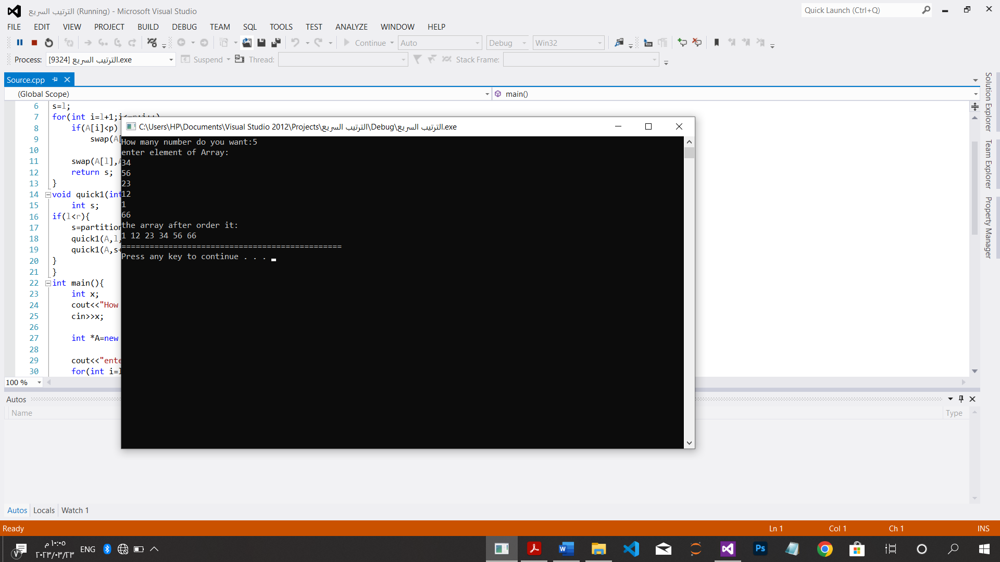 الترتيب السريع (Running) - Microsoft Visual Studio
Quick Launch (Ctrl+Q)
FILE EDIT VIEW PROJECT BUILD DEBUG TEAM SQL TOOLS TEST ANALYZE WINDOW HELP
Continue Auto Debug Win32
Process: [9324] الترتيب السريع.exe Suspend Thread: Stack Frame:
Source.cpp
(Global Scope) main()
6 s=l;
7 for(int i=l+1;i<=r;i++)
8 if(A[i]<p)
9 swap(A[
10
11 swap(A[l],A
12 return s;
13 }
14 void quick1(int
15 int s;
16 if(l<r){
17 s=partition
18 quick1(A,l,
19 quick1(A,s+
20 }
21 }
22 int main(){
23 int x;
24 cout<<"How
25 cin>>x;
26
27 int *A=new
28
29 cout<<"ente
30 for(int i=1
100 %
C:\Users\HP\Documents\Visual Studio 2012\Projects\الترتيب السريع\Debug\الترتيب السريع.exe
How many number do you want:5
enter element of Array:
34
56
23
12
1
66
the array after order it:
1 12 23 34 56 66
===============================================
Press any key to continue . . .
Solution Explorer
Team Explorer
Property Manager
Autos
Name Type
Autos Locals Watch 1
Ready Ln 1 Col 1 Ch 1 INS
١٠:٠٥ م
٢٠٢٣/٠٣/٢٣
٧
ENG
Ps